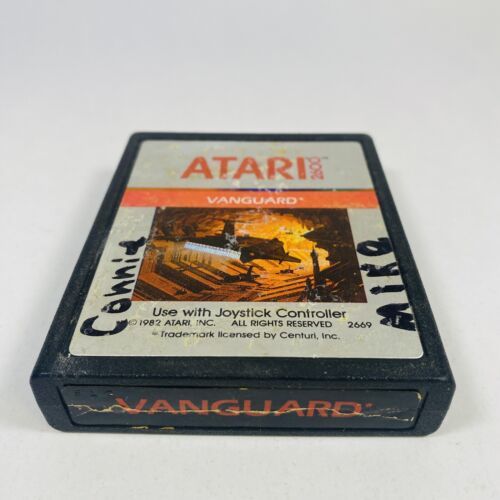 ATARI 2600™
VANGUARD*
Connie
Mike
Use with Joystick Controller
© 1982 ATARI, INC. ALL RIGHTS RESERVED 2669
*Trademark licensed by Centuri, Inc.
VANGUARD*